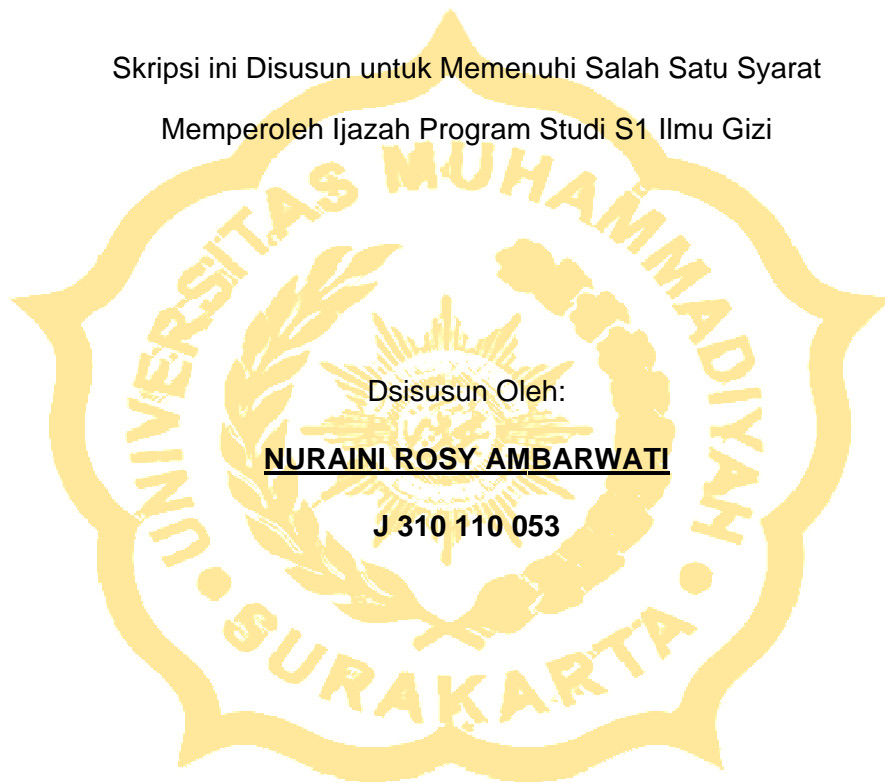 Skripsi ini Disusun untuk Memenuhi Salah Satu Syarat
Memperoleh Ijazah Program Studi S1 Ilmu Gizi
UNIVERSITAS MUHAMMADIYAH
Dsisusun Oleh:
NURAINI ROSY AMBARWATI
J 310 110 053
SURAKARTA